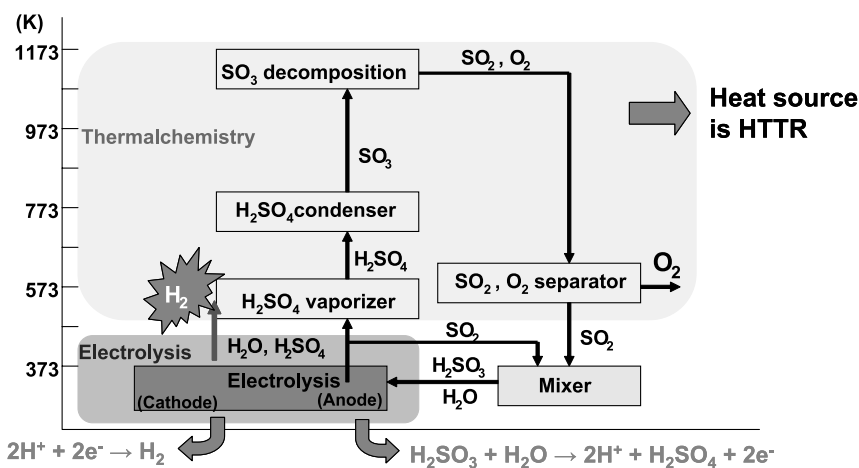 (K)
1173
973
773
573
373
SO₃ decomposition
SO₂ , O₂
Heat source
is HTTR
Thermalchemistry
SO₃
H₂SO₄condenser
H₂SO₄
SO₂ , O₂ separator
O₂
H₂
H₂SO₄ vaporizer
SO₂
SO₂
Electrolysis
H₂O, H₂SO₄
H₂SO₃
H₂O
Electrolysis
(Cathode)
(Anode)
Mixer
2H⁺ + 2e⁻ → H₂
H₂SO₃ + H₂O → 2H⁺ + H₂SO₄ + 2e⁻